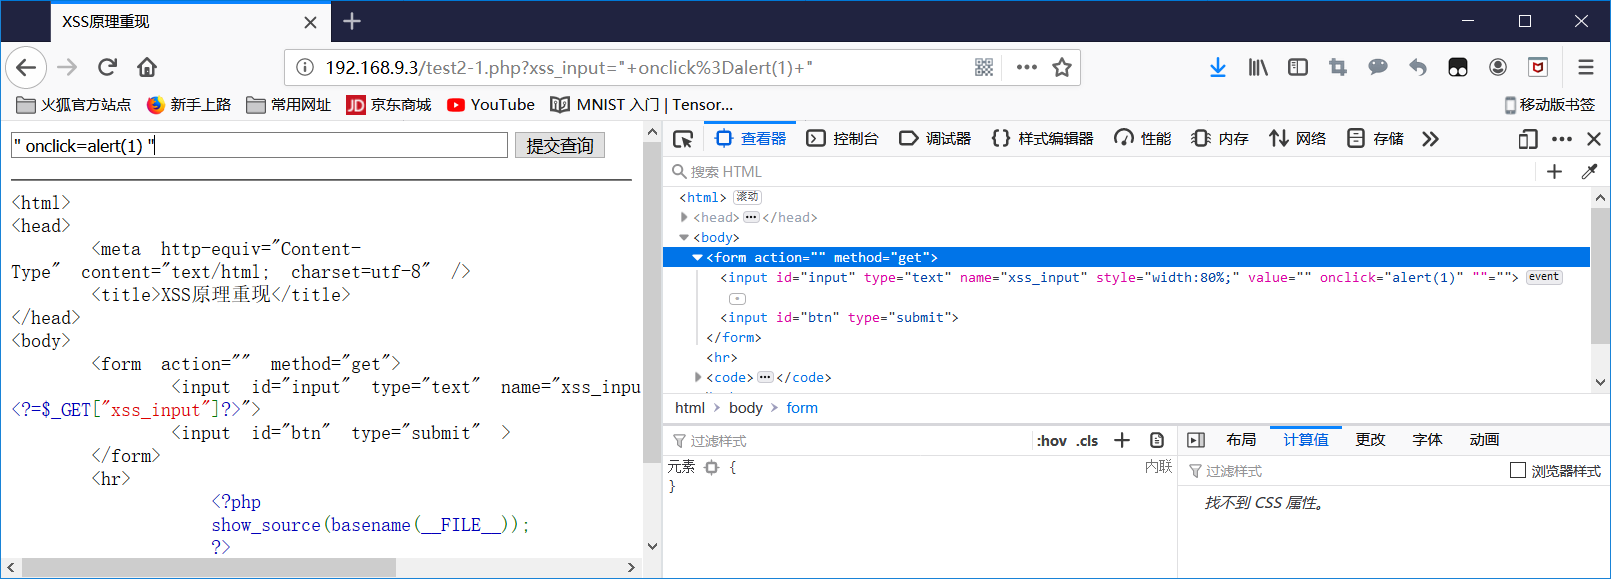 XSS原理重现
192.168.9.3/test2-1.php?xss_input="+onclick%3Dalert(1)+"
火狐官方站点 新手上路 常用网址 JD 京东商城 YouTube MNIST 入门 | Tensor... 移动版书签
" onclick=alert(1) " 提交查询
<html>
<head>
<meta http-equiv="Content-
Type" content="text/html; charset=utf-8" />
<title>XSS原理重现</title>
</head>
<body>
<form action="" method="get">
<input id="input" type="text" name="xss_inpu
<?=$_GET["xss_input"]?>">
<input id="btn" type="submit" >
</form>
<hr>
<?php
show_source(basename(__FILE__));
?>
查看器 控制台 调试器 样式编辑器 性能 内存 网络 存储
搜索 HTML
<html> 滚动
<head> ••• </head>
<body>
<form action="" method="get">
<input id="input" type="text" name="xss_input" style="width:80%;" value="" onclick="alert(1)" ""=""> event
<input id="btn" type="submit">
</form>
<hr>
<code> ••• </code>
html > body > form
过滤样式 :hov .cls
元素 { 内联
}
布局 计算值 更改 字体 动画
过滤样式 浏览器样式
找不到 CSS 属性。